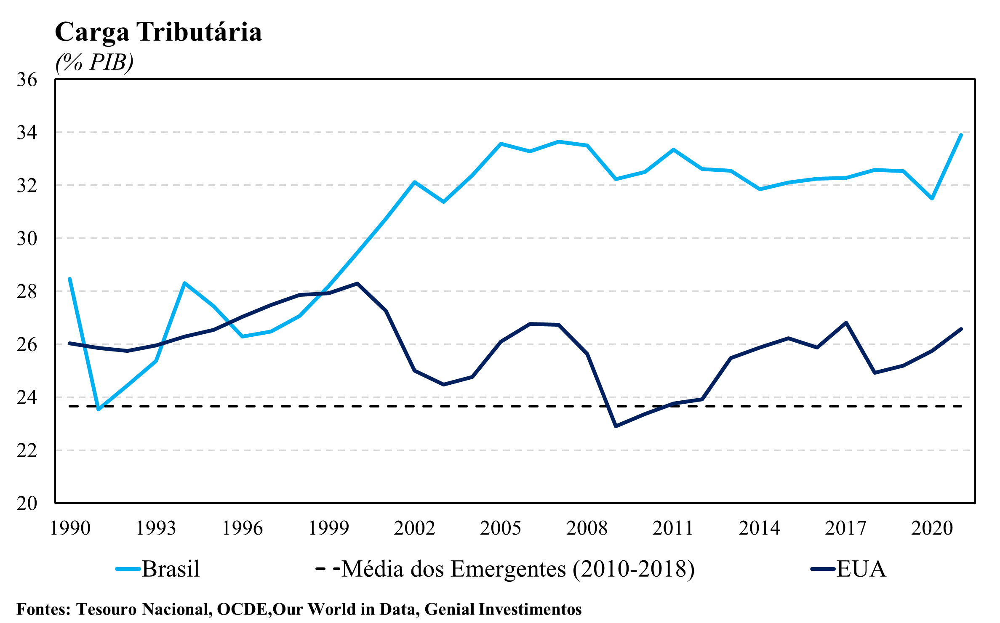 Carga Tributária
(% PIB)
36
34
32
30
28
26
24
22
20
1990 1993 1996 1999 2002 2005 2008 2011 2014 2017 2020
Brasil Média dos Emergentes (2010-2018) EUA
Fontes: Tesouro Nacional, OCDE,Our World in Data, Genial Investimentos